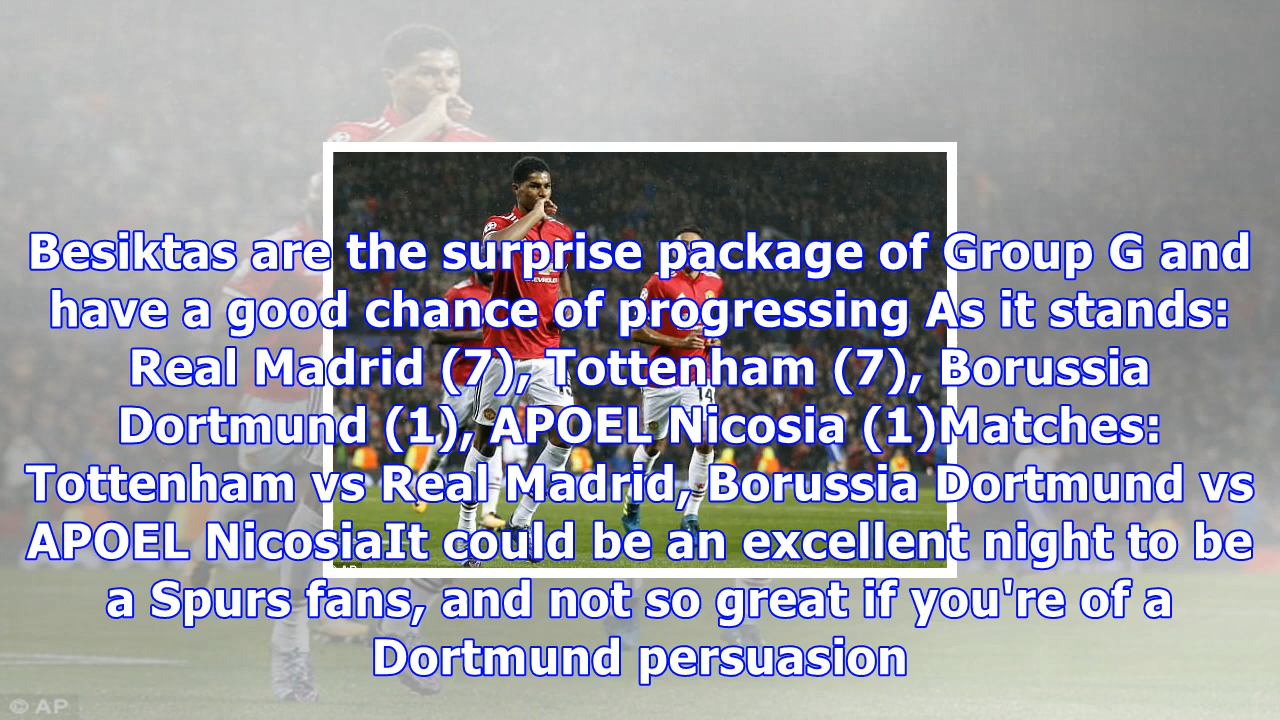 Besiktas are the surprise package of Group G and
have a good chance of progressing As it stands:
Real Madrid (7), Tottenham (7), Borussia
Dortmund (1), APOEL Nicosia (1)Matches:
Tottenham vs Real Madrid, Borussia Dortmund vs
APOEL NicosiaIt could be an excellent night to be
a Spurs fans, and not so great if you're of a
Dortmund persuasion
© AP